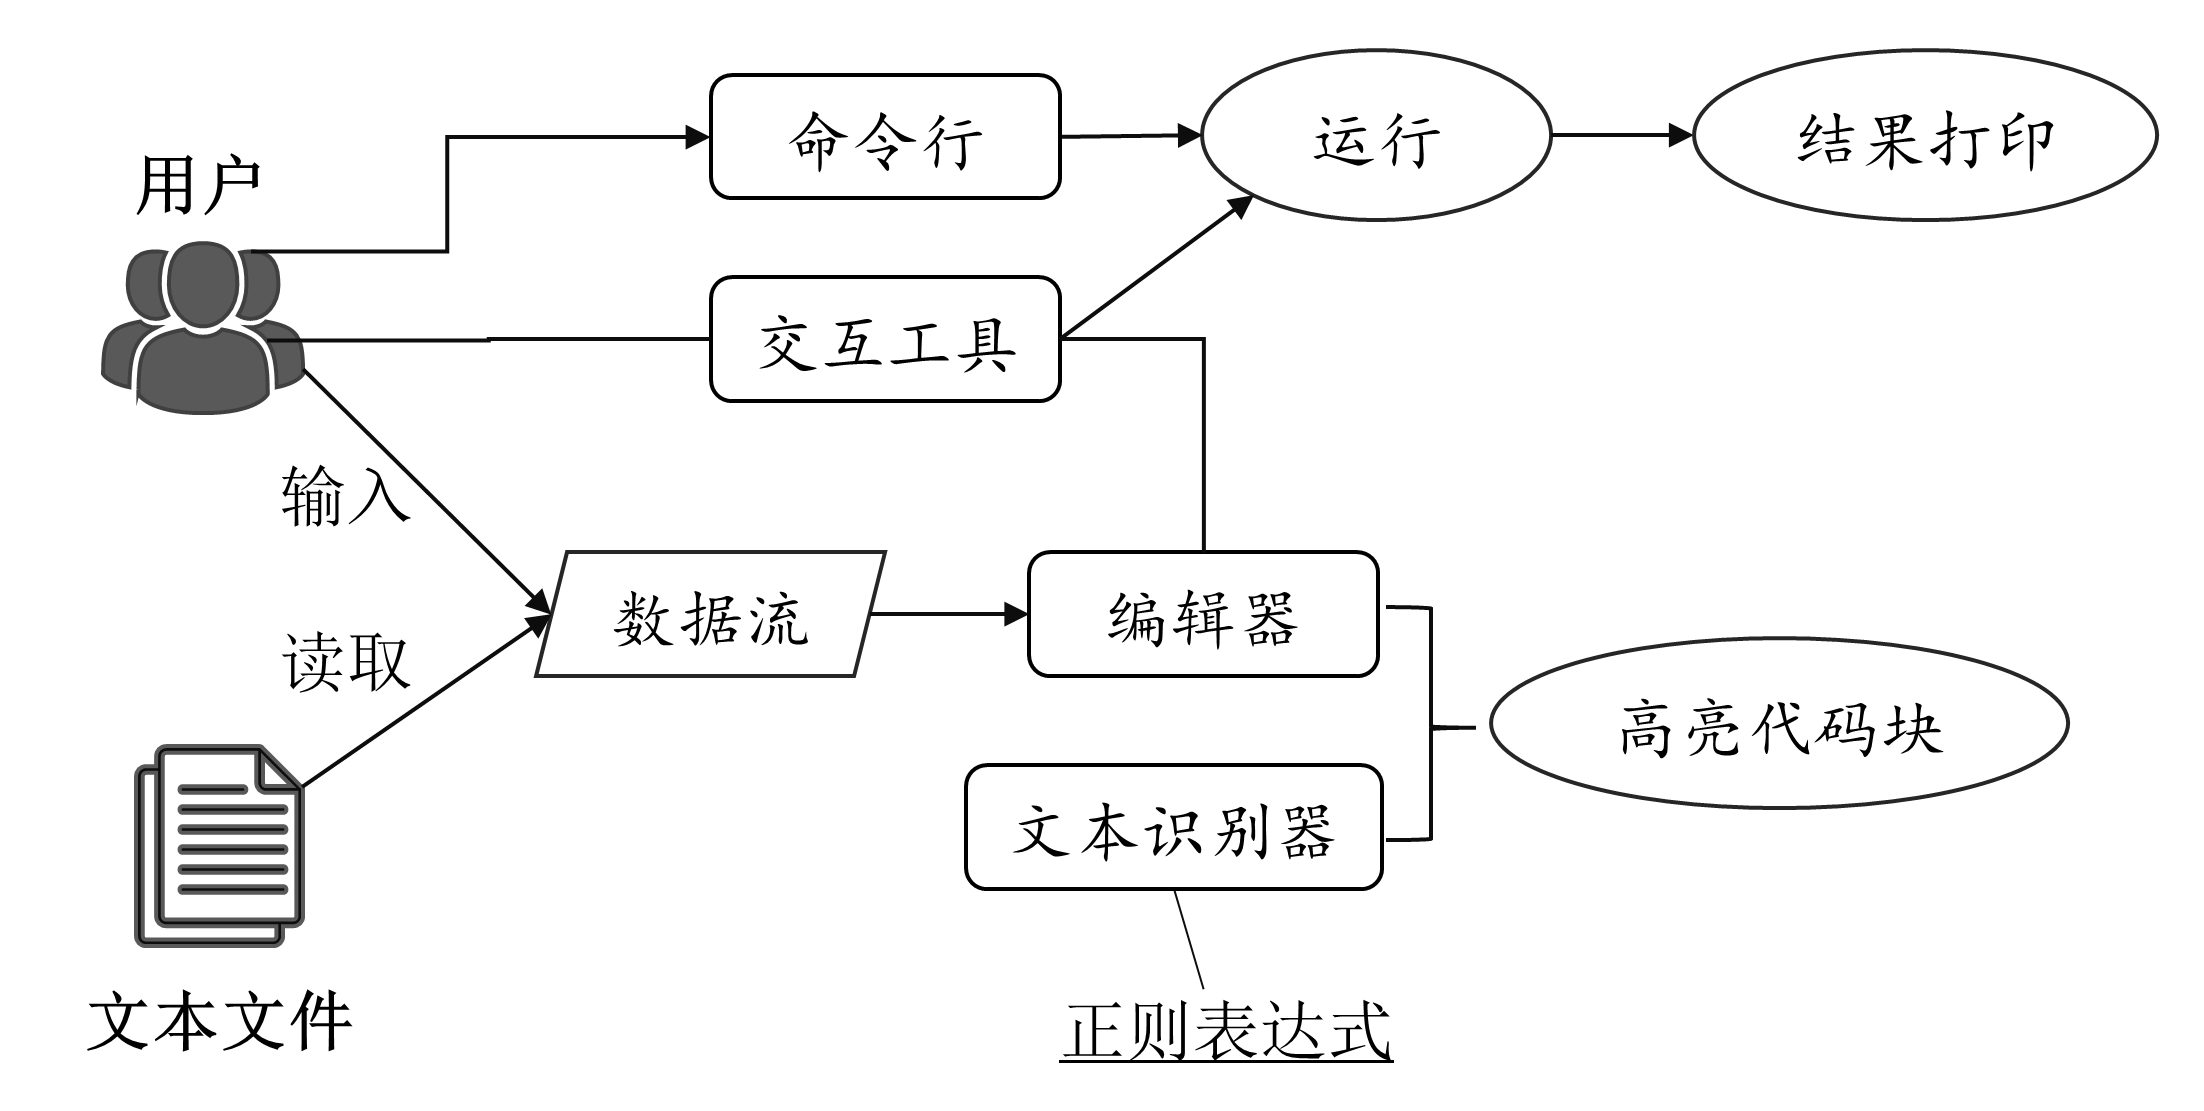 用户
命令行
运行
结果打印
交互工具
输入
数据流
编辑器
读取
高亮代码块
文本识别器
文本文件
正则表达式